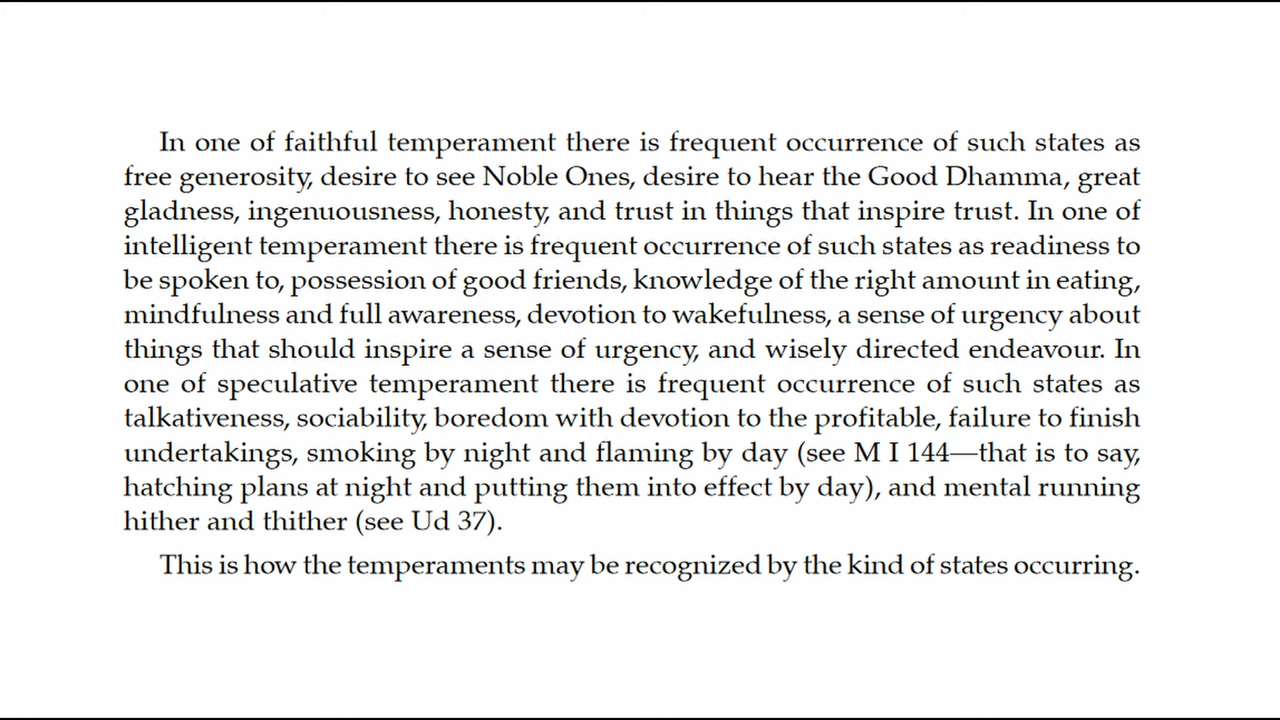 In one of faithful temperament there is frequent occurrence of such states as
free generosity, desire to see Noble Ones, desire to hear the Good Dhamma, great
gladness, ingenuousness, honesty, and trust in things that inspire trust. In one of
intelligent temperament there is frequent occurrence of such states as readiness to
be spoken to, possession of good friends, knowledge of the right amount in eating,
mindfulness and full awareness, devotion to wakefulness, a sense of urgency about
things that should inspire a sense of urgency, and wisely directed endeavour. In
one of speculative temperament there is frequent occurrence of such states as
talkativeness, sociability, boredom with devotion to the profitable, failure to finish
undertakings, smoking by night and flaming by day (see M I 144—that is to say,
hatching plans at night and putting them into effect by day), and mental running
hither and thither (see Ud 37).
This is how the temperaments may be recognized by the kind of states occurring.